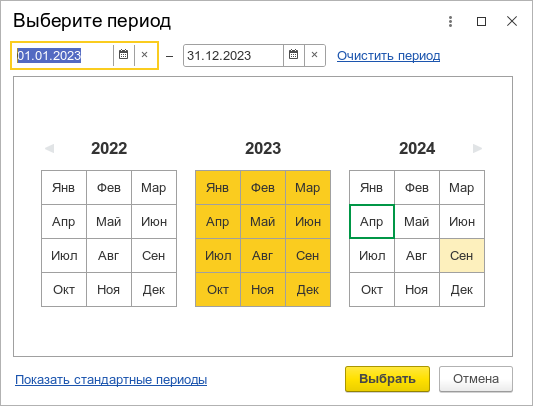 Выберите период
01.01.2023 – 31.12.2023 Очистить период
2022 2023 2024
Янв Фев Мар Янв Фев Мар Янв Фев Мар
Апр Май Июн Апр Май Июн Апр Май Июн
Июл Авг Сен Июл Авг Сен Июл Авг Сен
Окт Ноя Дек Окт Ноя Дек Окт Ноя Дек
Показать стандартные периоды Выбрать Отмена